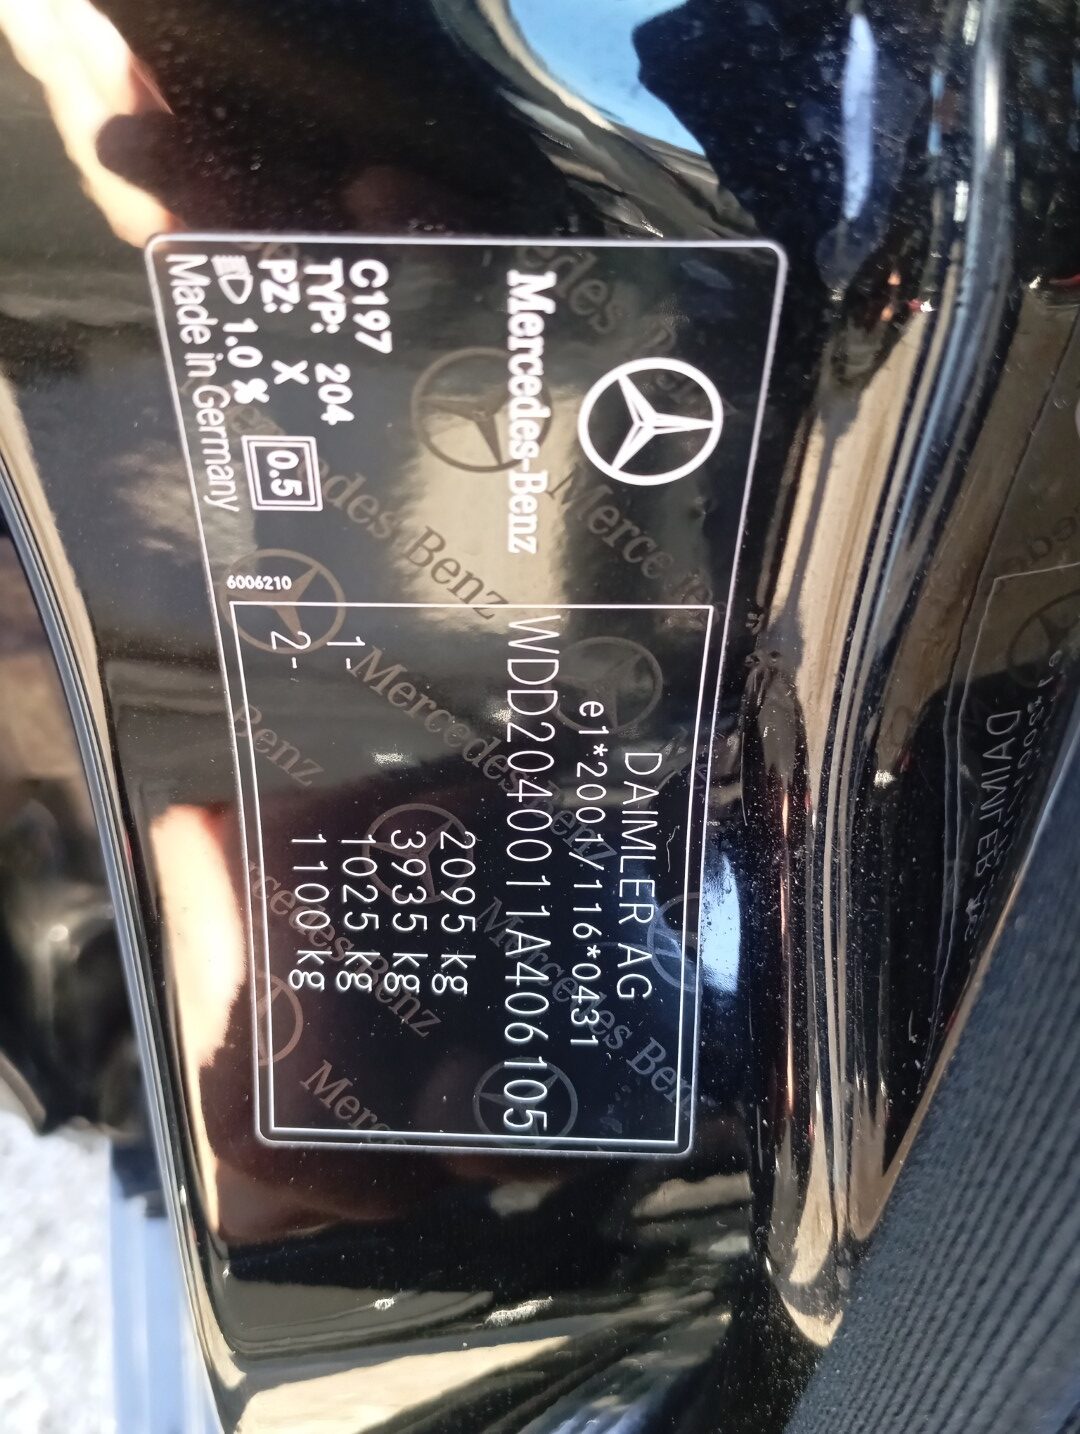 Mercedes-Benz
C197
TYP: 204
PZ: X
1.0 %
0.5
Made in Germany
6006210
DAIMLER AG
e1*2001/116*0431
WDD2040011A406105
2095 kg
3935 kg
1- 1025 kg
2- 1100 kg